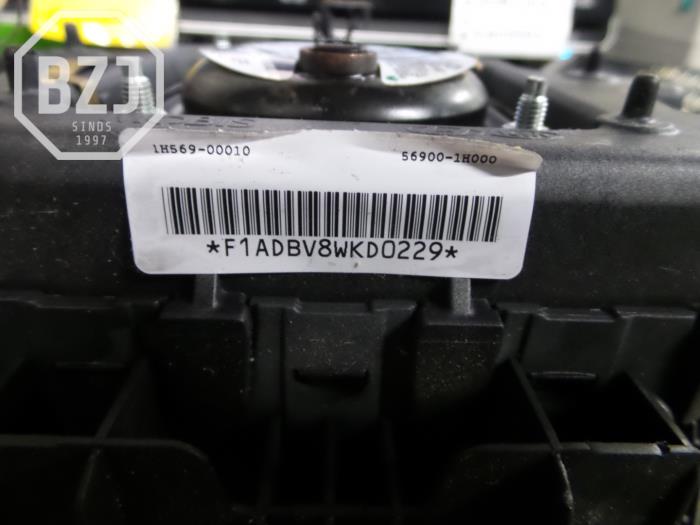 BZJ
SINDS
1997
1H569-00010 56900-1H000
*F1ADBV8WKD0229*